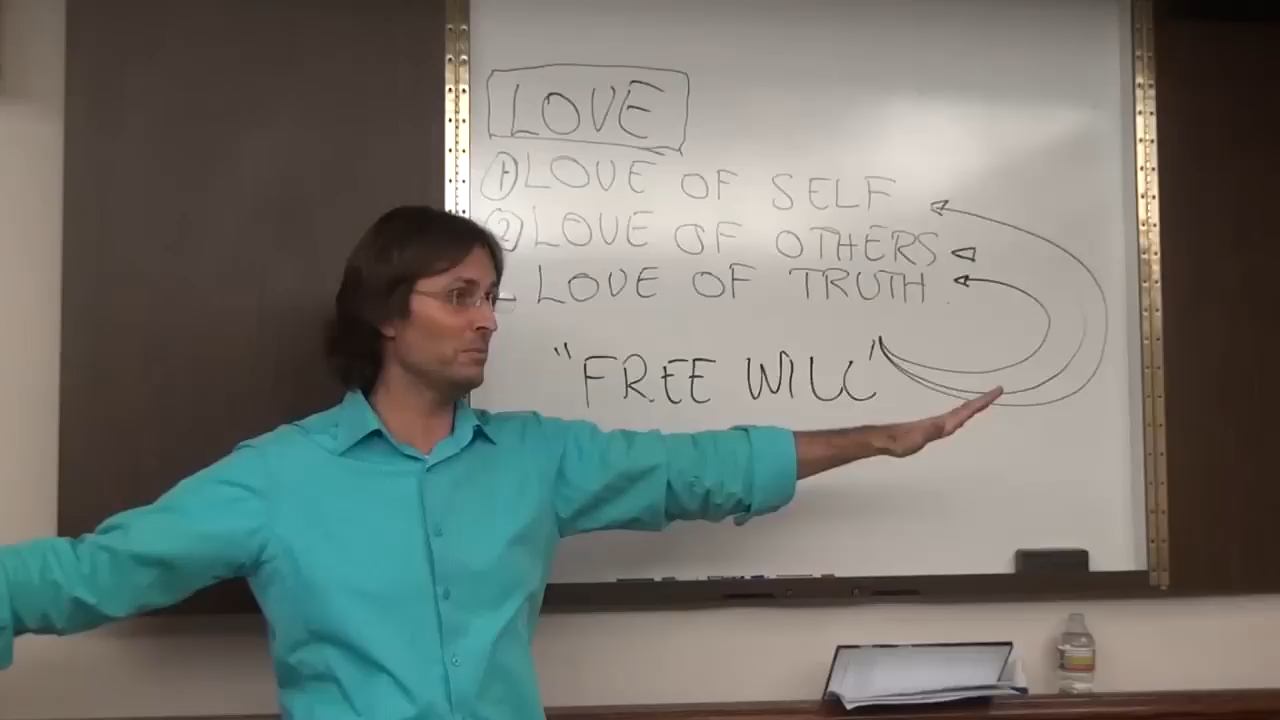 LOVE
1 LOVE OF SELF
2 LOVE OF OTHERS
LOVE OF TRUTH
"FREE WILL"